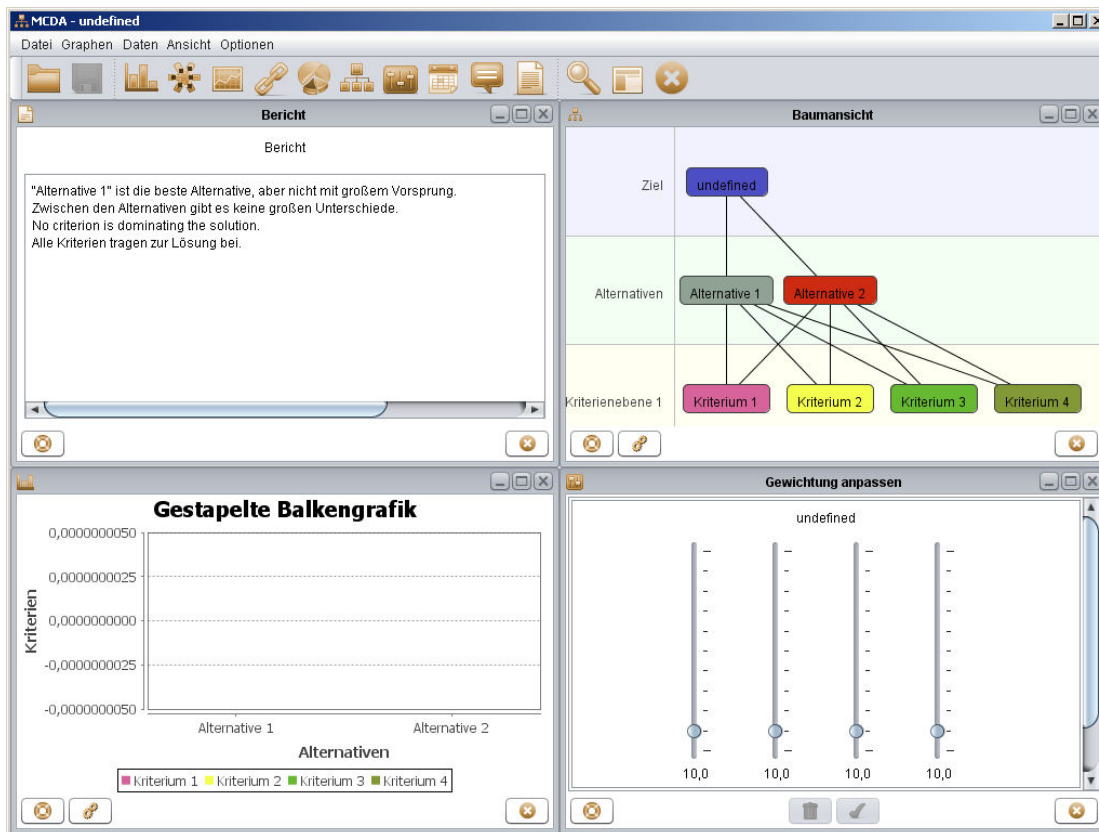 MCDA - undefined
Datei Graphen Daten Ansicht Optionen
Bericht
Bericht
"Alternative 1" ist die beste Alternative, aber nicht mit großem Vorsprung.
Zwischen den Alternativen gibt es keine großen Unterschiede.
No criterion is dominating the solution.
Alle Kriterien tragen zur Lösung bei.
Baumansicht
Ziel
undefined
Alternativen
Alternative 1
Alternative 2
Kriterienebene 1
Kriterium 1
Kriterium 2
Kriterium 3
Kriterium 4
Gestapelte Balkengrafik
Kriterien
0,0000000050
0,0000000025
0,0000000000
-0,0000000025
-0,0000000050
Alternative 1
Alternative 2
Alternativen
Kriterium 1 Kriterium 2 Kriterium 3 Kriterium 4
Gewichtung anpassen
undefined
10,0 10,0 10,0 10,0